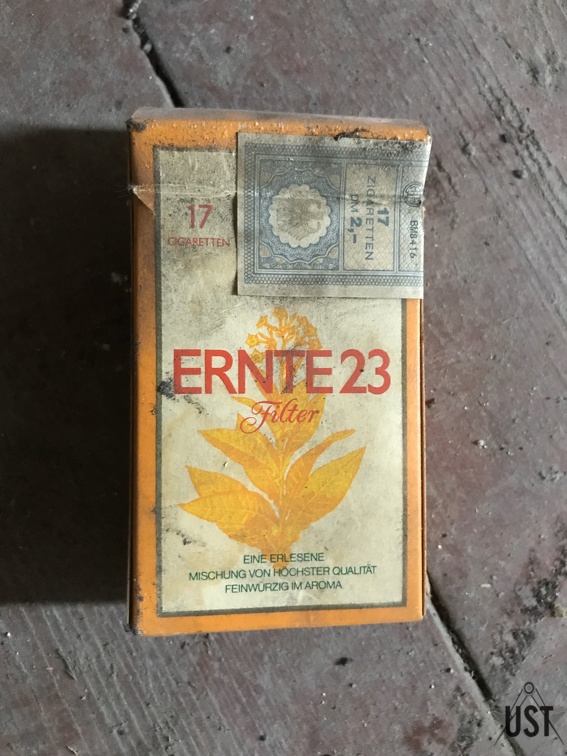 17
CIGARETTEN
17
ZIGARETTEN
DM 2,-
BM8416
ERNTE 23
Filter
EINE ERLESENE
MISCHUNG VON HÖCHSTER QUALITÄT
FEINWÜRZIG IM AROMA
UST